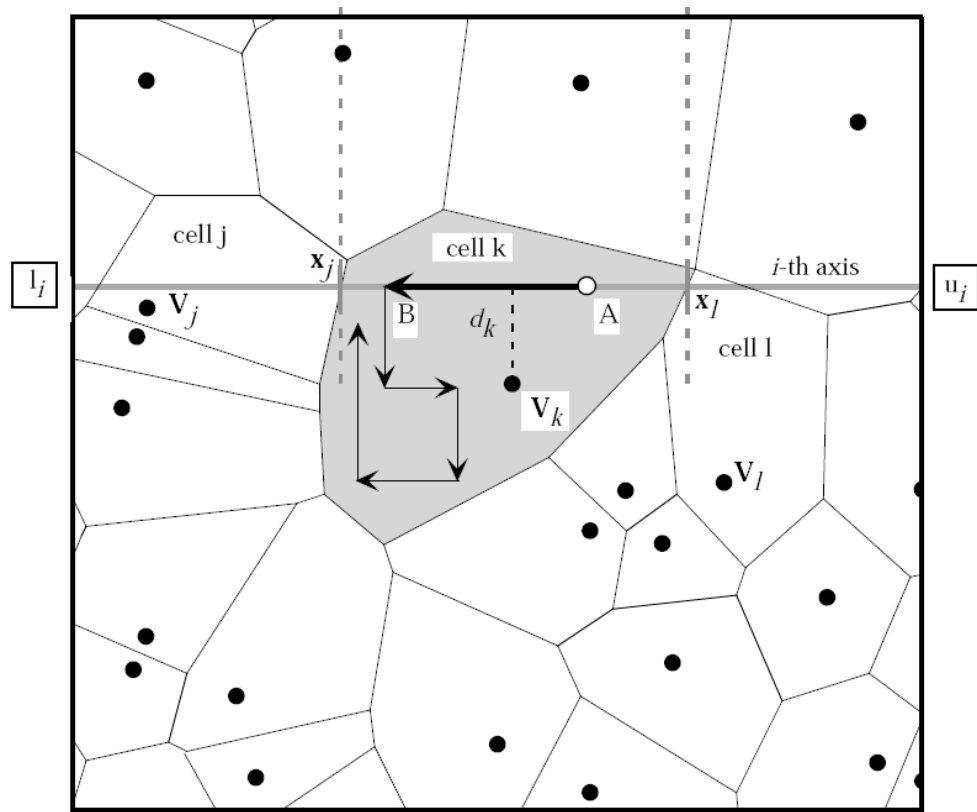 cell j
cell k
x_j
i-th axis
l_i
u_i
V_j
B
d_k
A
x_l
cell l
V_k
V_l